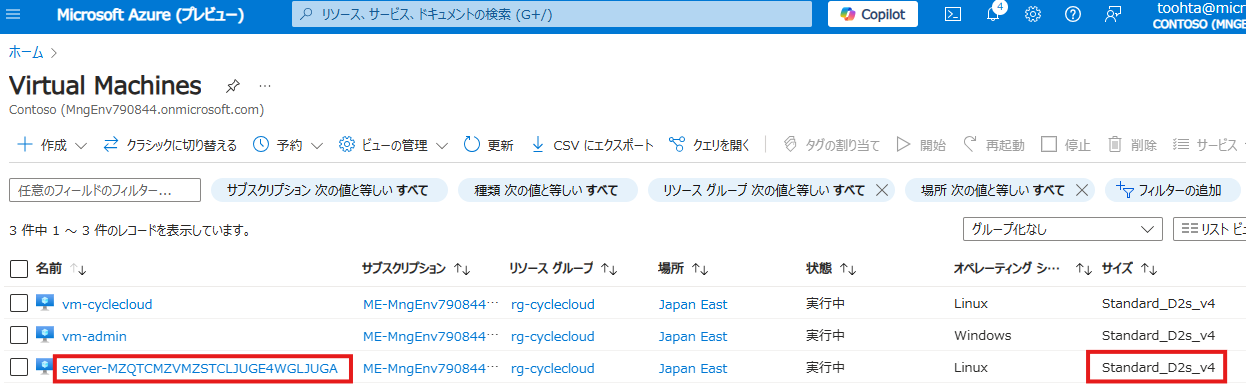 Microsoft Azure (プレビュー) リソース、サービス、ドキュメントの検索 (G+/) Copilot 4 toohta@micr
CONTOSO (MNGE
ホーム >
Virtual Machines ...
Contoso (MngEnv790844.onmicrosoft.com)
作成 クラシックに切り替える 予約 ビューの管理 更新 CSV にエクスポート クエリを開く タグの割り当て 開始 再起動 停止 削除 サービス
任意のフィールドのフィルター... サブスクリプション 次の値と等しい すべて 種類 次の値と等しい すべて リソース グループ 次の値と等しい すべて 場所 次の値と等しい すべて フィルターの追加
3 件中 1 ～ 3 件のレコードを表示しています。
グループ化なし リスト ビュ
名前 サブスクリプション リソース グループ 場所 状態 オペレーティング シ… サイズ
vm-cyclecloud ME-MngEnv790844… rg-cyclecloud Japan East 実行中 Linux Standard_D2s_v4
vm-admin ME-MngEnv790844… rg-cyclecloud Japan East 実行中 Windows Standard_D2s_v4
server-MZQTCMZVMZSTCLJUGE4WGLJUGA ME-MngEnv790844… rg-cyclecloud Japan East 実行中 Linux Standard_D2s_v4